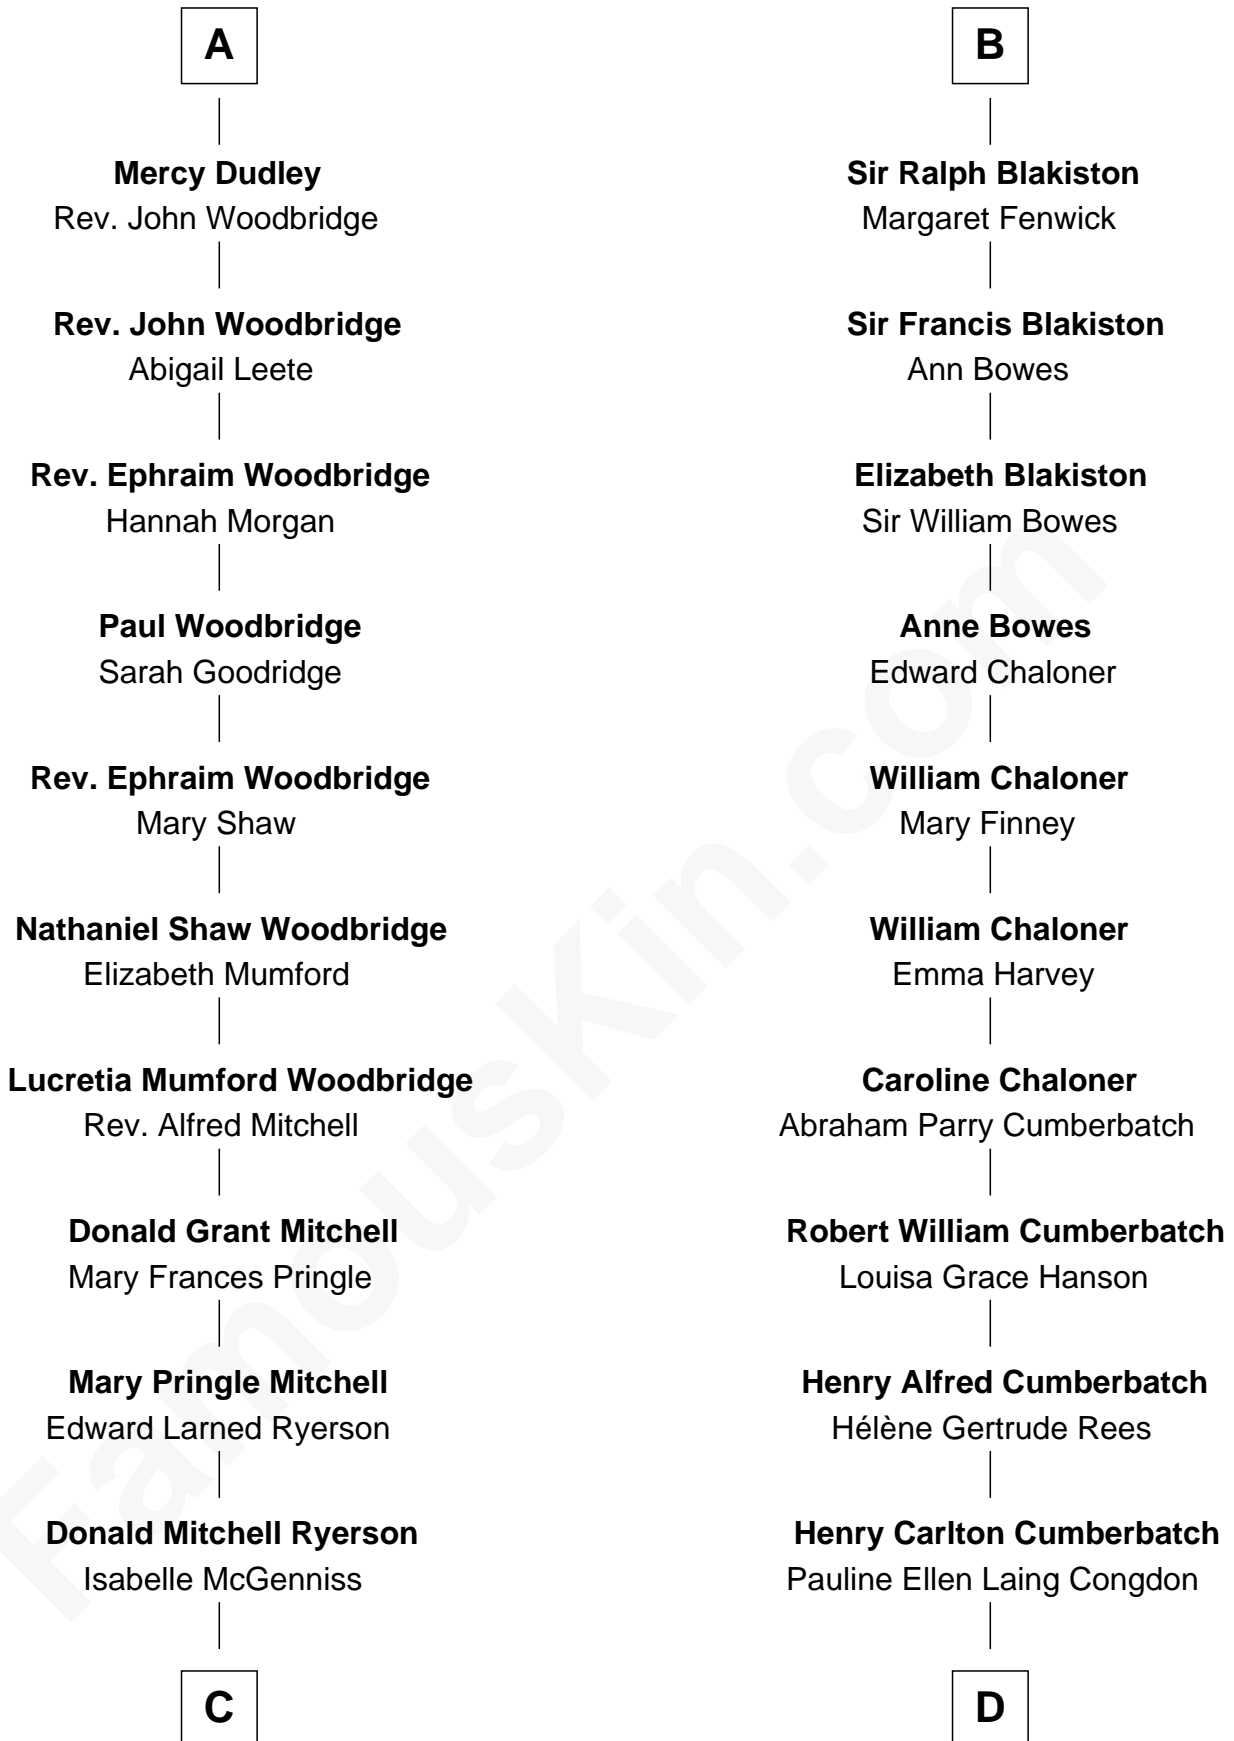 A
Mercy Dudley
Rev. John Woodbridge
Rev. John Woodbridge
Abigail Leete
Rev. Ephraim Woodbridge
Hannah Morgan
Paul Woodbridge
Sarah Goodridge
Rev. Ephraim Woodbridge
Mary Shaw
Nathaniel Shaw Woodbridge
Elizabeth Mumford
Lucretia Mumford Woodbridge
Rev. Alfred Mitchell
Donald Grant Mitchell
Mary Frances Pringle
Mary Pringle Mitchell
Edward Larned Ryerson
Donald Mitchell Ryerson
Isabelle McGenniss
C
B
Sir Ralph Blakiston
Margaret Fenwick
Sir Francis Blakiston
Ann Bowes
Elizabeth Blakiston
Sir William Bowes
Anne Bowes
Edward Chaloner
William Chaloner
Mary Finney
William Chaloner
Emma Harvey
Caroline Chaloner
Abraham Parry Cumberbatch
Robert William Cumberbatch
Louisa Grace Hanson
Henry Alfred Cumberbatch
Hélène Gertrude Rees
Henry Carlton Cumberbatch
Pauline Ellen Laing Congdon
D
FamousKin.com